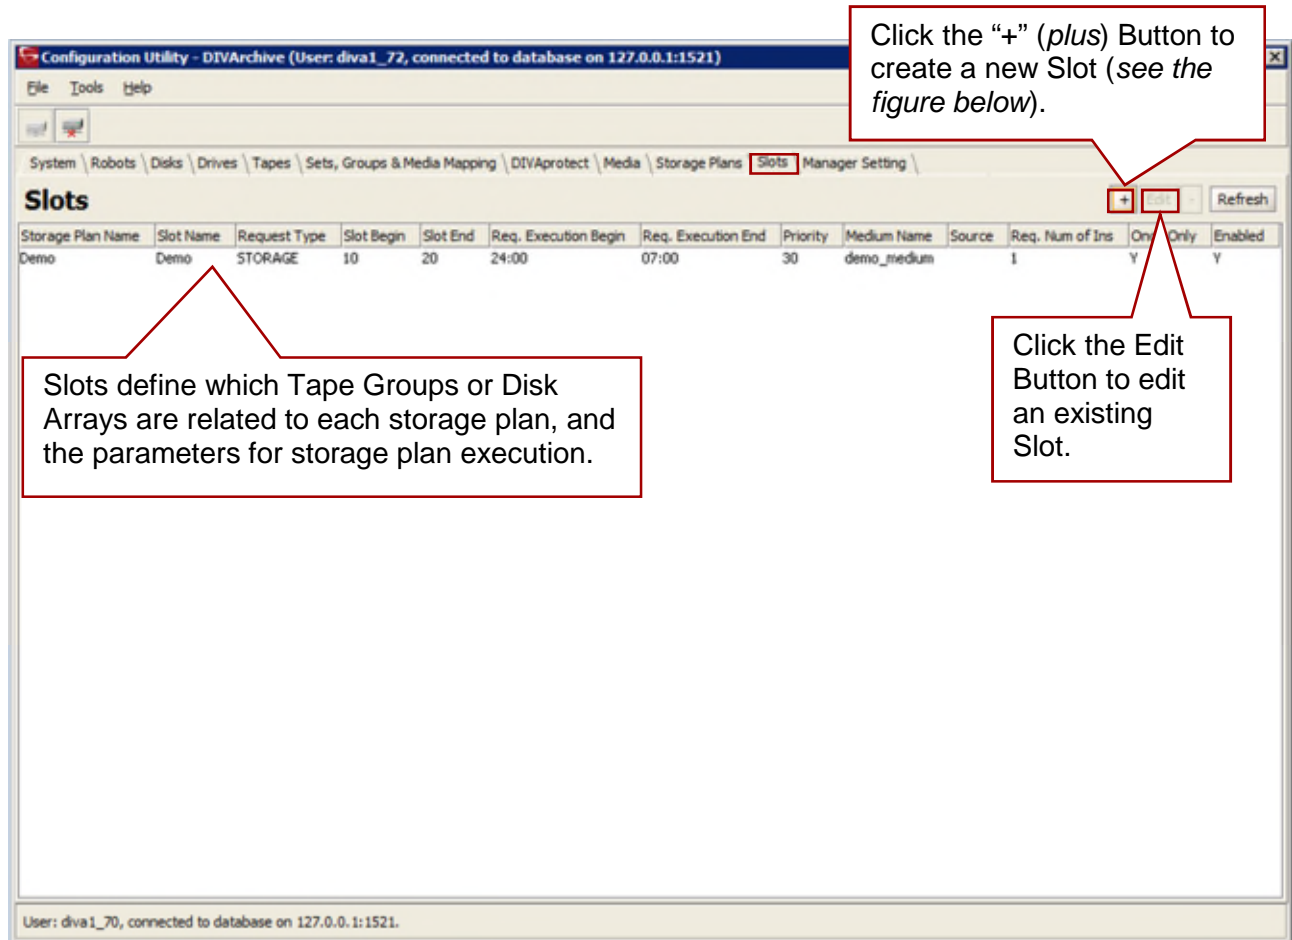 Click the “+” (plus) Button to
create a new Slot (see the
figure below).
Configuration Utility - DIVArchive (User: diva1_72, connected to database on 127.0.0.1:1521)
File Tools Help
System Robots Disks Drives Tapes Sets, Groups & Media Mapping DIVAprotect Media Storage Plans Slots Manager Setting
Slots
+ Edit - Refresh
Storage Plan Name Slot Name Request Type Slot Begin Slot End Req. Execution Begin Req. Execution End Priority Medium Name Source Req. Num of Ins Only Enabled
Demo Demo STORAGE 10 20 24:00 07:00 30 demo_medium 1 Y Y
Click the Edit
Button to edit
an existing
Slot.
Slots define which Tape Groups or Disk
Arrays are related to each storage plan, and
the parameters for storage plan execution.
User: diva1_70, connected to database on 127.0.0.1:1521.